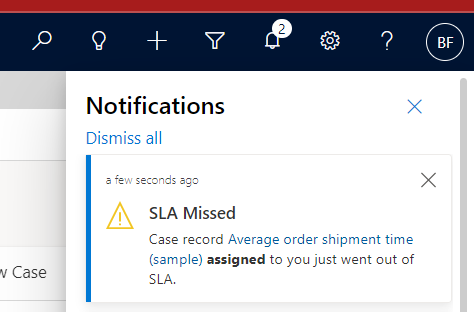 2
BF
Notifications
Dismiss all
a few seconds ago
SLA Missed
Case record Average order shipment time
(sample) assigned to you just went out of
SLA.
w Case